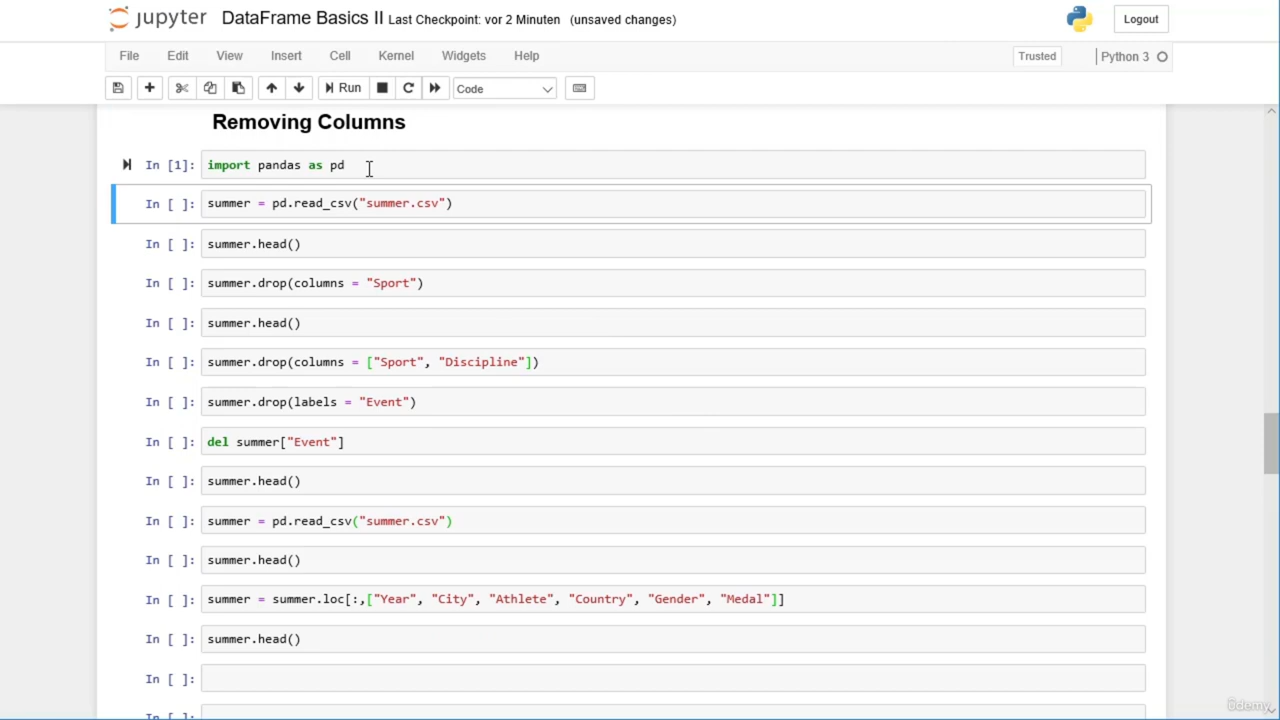 jupyter DataFrame Basics II Last Checkpoint: vor 2 Minuten (unsaved changes) Logout
File Edit View Insert Cell Kernel Widgets Help Trusted Python 3
Run Code
Removing Columns
In [1]: import pandas as pd
In [ ]: summer = pd.read_csv("summer.csv")
In [ ]: summer.head()
In [ ]: summer.drop(columns = "Sport")
In [ ]: summer.head()
In [ ]: summer.drop(columns = ["Sport", "Discipline"])
In [ ]: summer.drop(labels = "Event")
In [ ]: del summer["Event"]
In [ ]: summer.head()
In [ ]: summer = pd.read_csv("summer.csv")
In [ ]: summer.head()
In [ ]: summer = summer.loc[:,["Year", "City", "Athlete", "Country", "Gender", "Medal"]]
In [ ]: summer.head()
In [ ]:
In [ ]:
ûdemy